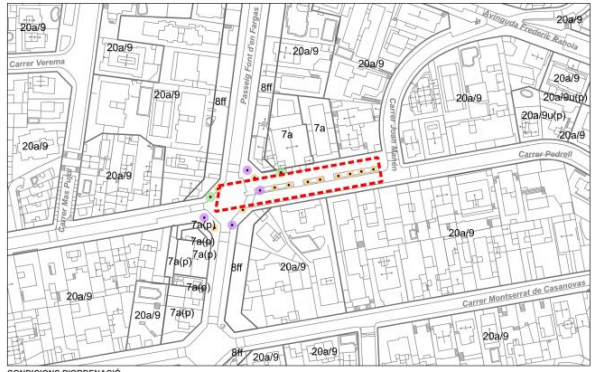 20a/9
20a/9
20a/9
Avinguda Frederic Rahola
Carrer Verema
Passeig Font d'en Fargas
20a/9
20a/9
20a/9
20a/9
8ff
8ff
20a/9
20a/9u(p)
20a/9u(p)
20a/9
7a
7a
Carrer Joan Mañén
20a/9
20a/9
Carrer Pedrell
Carrer Mas Pujol
7a(p)
7a(p)
7a(p)
7a(p)
7a(p)
7a(p)
8ff
20a/9
20a/9
20a/9
20a/9
Carrer Montserrat de Casanovas
20a/9
8ff
20a/9
20a/9
CONDICIONS D'ORDENACIÓ